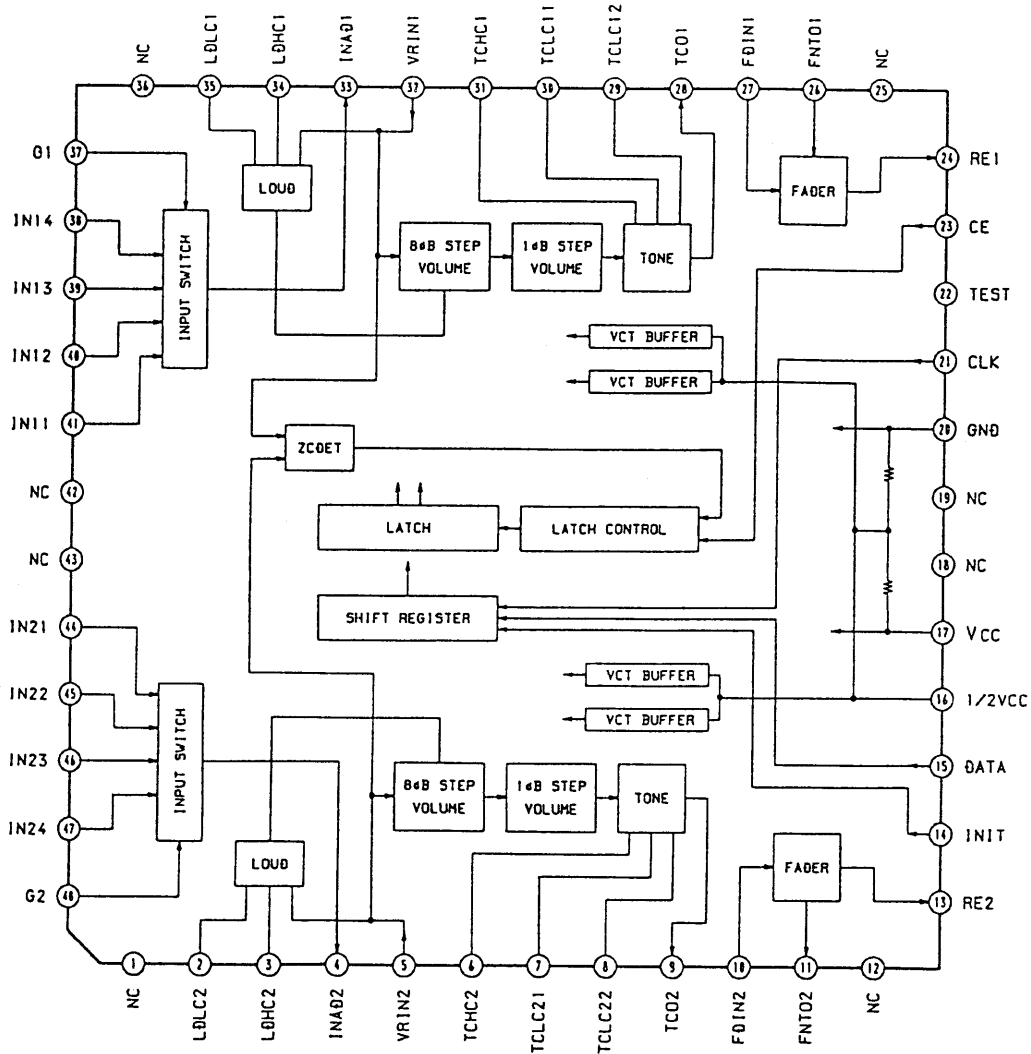 NC
LDLC1
LDHC1
INAD1
VRIN1
TCHC1
TCLC11
TCLC12
TCO1
FDIN1
FNTO1
NC
36
35
34
33
32
31
30
29
28
27
26
25
G1
37
IN14
38
IN13
39
IN12
40
IN11
41
NC
42
NC
43
IN21
44
IN22
45
IN23
46
IN24
47
G2
48
INPUT SWITCH
LOUD
8dB STEP
VOLUME
1dB STEP
VOLUME
TONE
FADER
VCT BUFFER
VCT BUFFER
ZCDET
LATCH
LATCH CONTROL
SHIFT REGISTER
VCT BUFFER
VCT BUFFER
INPUT SWITCH
LOUD
8dB STEP
VOLUME
1dB STEP
VOLUME
TONE
FADER
24
RE1
23
CE
22
TEST
21
CLK
20
GND
19
NC
18
NC
17
VCC
16
1/2VCC
15
DATA
14
INIT
13
RE2
1
2
3
4
5
6
7
8
9
10
11
12
NC
LDLC2
LDHC2
INAD2
VRIN2
TCHC2
TCLC21
TCLC22
TCO2
FDIN2
FNTO2
NC